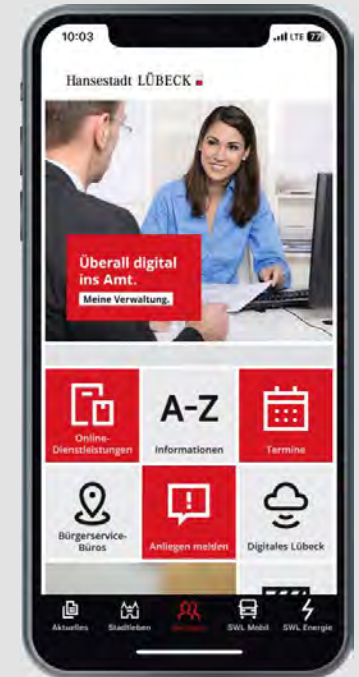 10:03
LTE 77
Hansestadt LÜBECK
Überall digital
ins Amt.
Meine Verwaltung.
Online-
Dienstleistungen
A-Z
Informationen
Termine
Bürgerservice-
Büros
Anliegen melden
Digitales Lübeck
Aktuelles
Stadtleben
SWL Mobil
SWL Energie